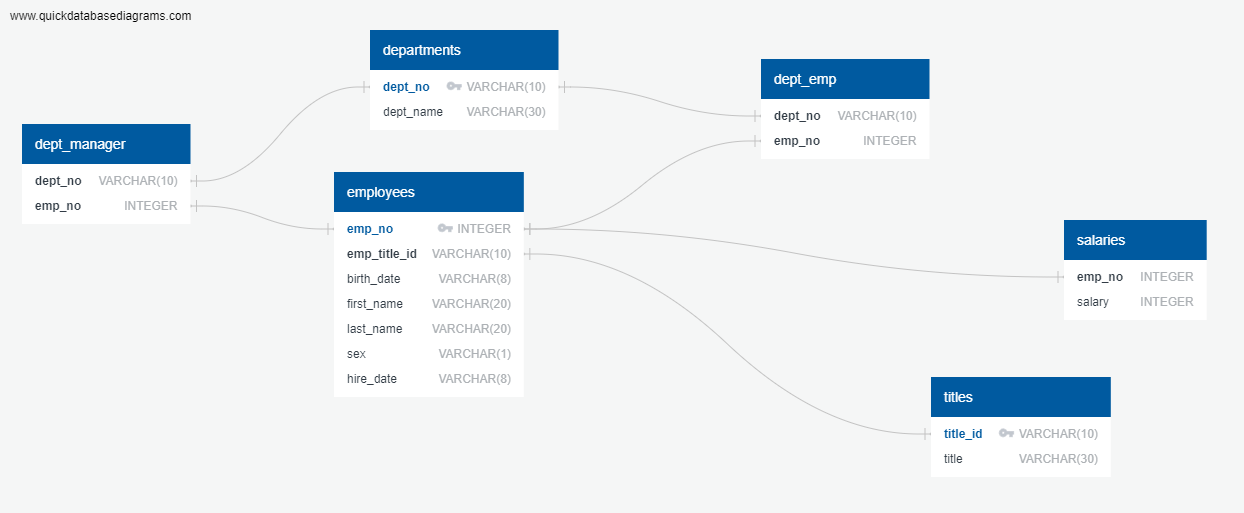 www.quickdatabasediagrams.com
departments
dept_no VARCHAR(10)
dept_name VARCHAR(30)
dept_emp
dept_no VARCHAR(10)
emp_no INTEGER
dept_manager
dept_no VARCHAR(10)
emp_no INTEGER
employees
emp_no INTEGER
emp_title_id VARCHAR(10)
birth_date VARCHAR(8)
first_name VARCHAR(20)
last_name VARCHAR(20)
sex VARCHAR(1)
hire_date VARCHAR(8)
salaries
emp_no INTEGER
salary INTEGER
titles
title_id VARCHAR(10)
title VARCHAR(30)